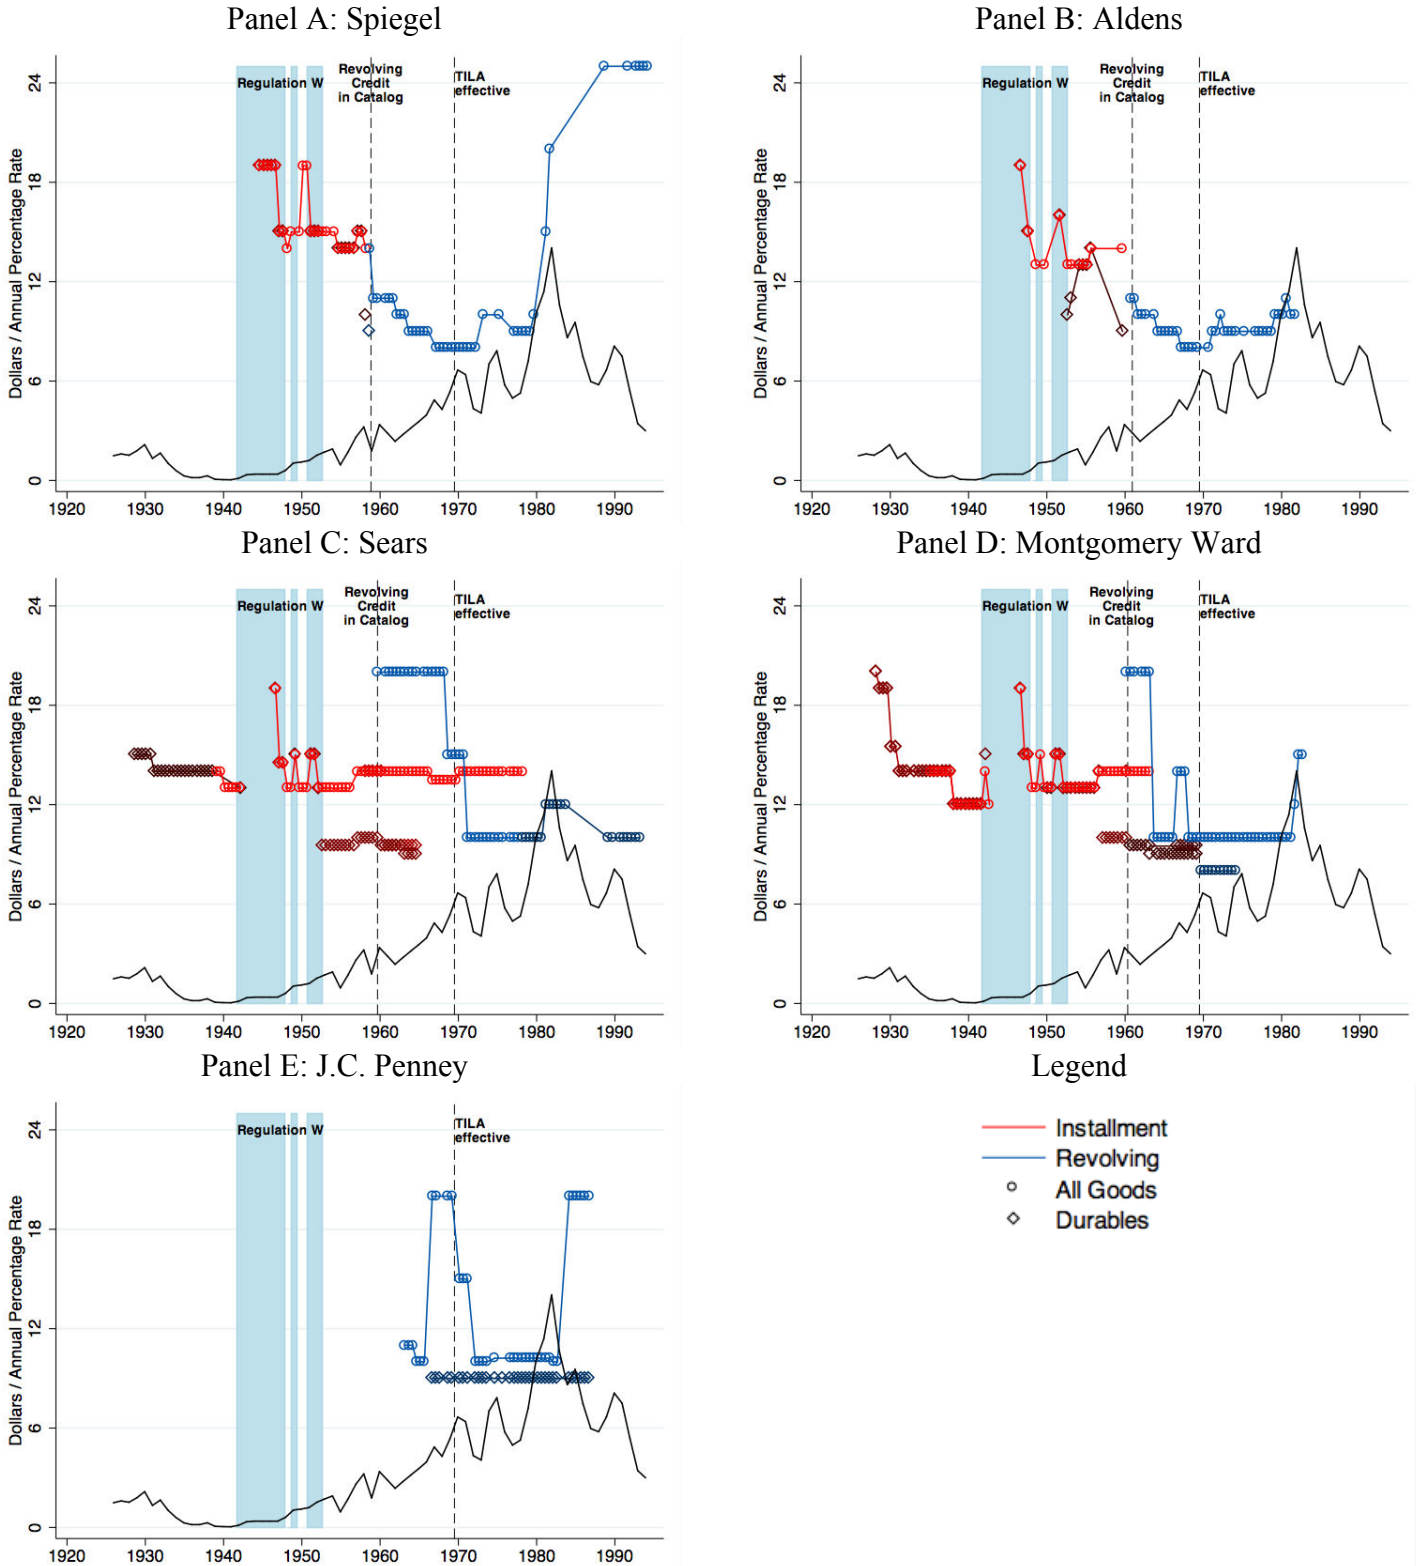 Panel A: Spiegel
Dollars / Annual Percentage Rate
24
18
12
6
0
Regulation W
Revolving
Credit
in Catalog
TILA
effective
1920 1930 1940 1950 1960 1970 1980 1990
Panel B: Aldens
Dollars / Annual Percentage Rate
24
18
12
6
0
Regulation W
Revolving
Credit
in Catalog
TILA
effective
1920 1930 1940 1950 1960 1970 1980 1990
Panel C: Sears
Dollars / Annual Percentage Rate
24
18
12
6
0
Regulation W
Revolving
Credit
in Catalog
TILA
effective
1920 1930 1940 1950 1960 1970 1980 1990
Panel D: Montgomery Ward
Dollars / Annual Percentage Rate
24
18
12
6
0
Regulation W
Revolving
Credit
in Catalog
TILA
effective
1920 1930 1940 1950 1960 1970 1980 1990
Panel E: J.C. Penney
Dollars / Annual Percentage Rate
24
18
12
6
0
Regulation W
TILA
effective
1920 1930 1940 1950 1960 1970 1980 1990
Legend
Installment
Revolving
All Goods
Durables